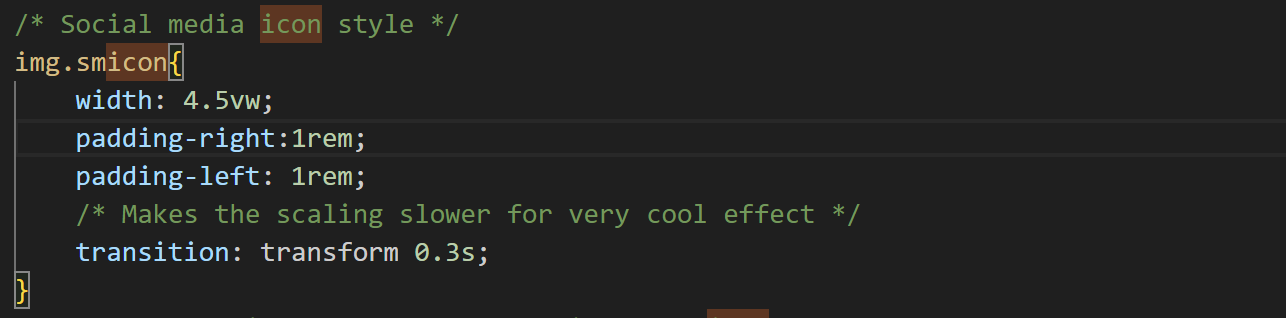 /* Social media icon style */
img.smicon{
    width: 4.5vw;
    padding-right:1rem;
    padding-left: 1rem;
    /* Makes the scaling slower for very cool effect */
    transition: transform 0.3s;
}